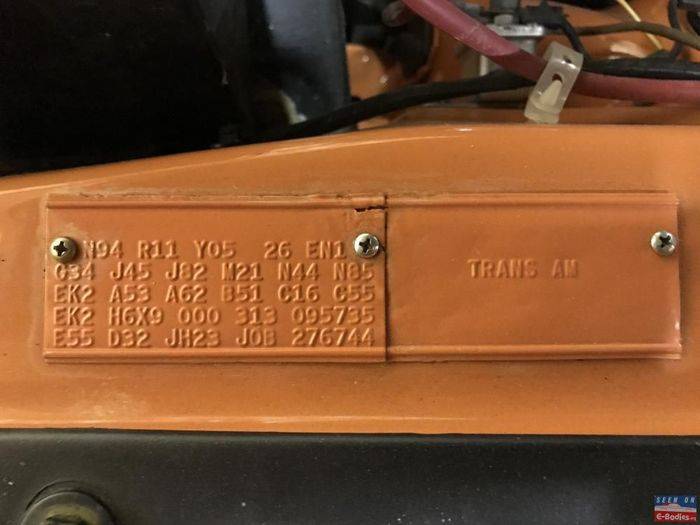 N94 R11 Y05 26 EN1
G34 J45 J82 M21 N44 N85
EK2 A53 A62 B51 C16 C55
EK2 H6X9 000 313 095735
E55 D32 JH23 JOB 276744
TRANS AM
SEEN ON
E-Bodies